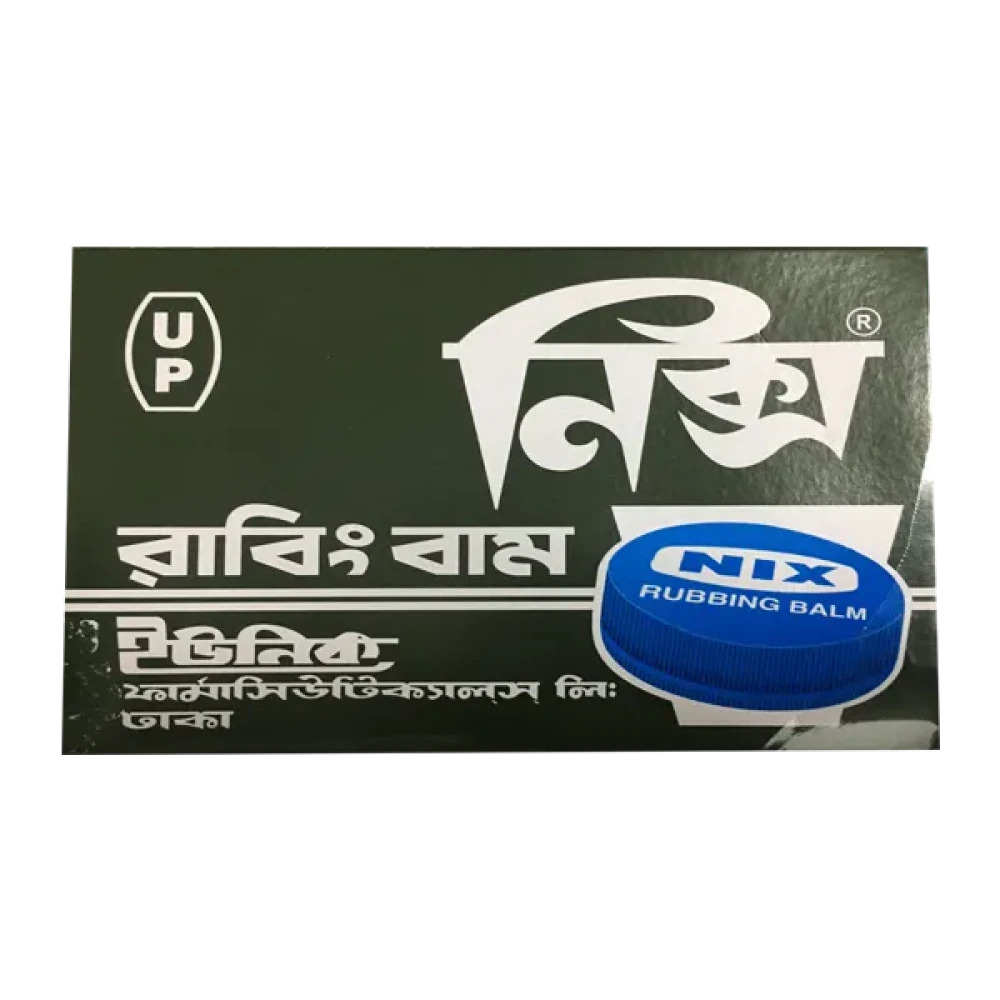 U
P
নিক্স ®
রাবিং বাম
NIX
RUBBING BALM
ইউনিক
ফার্মাসিউটিক্যালস্ লিঃ
ঢাকা